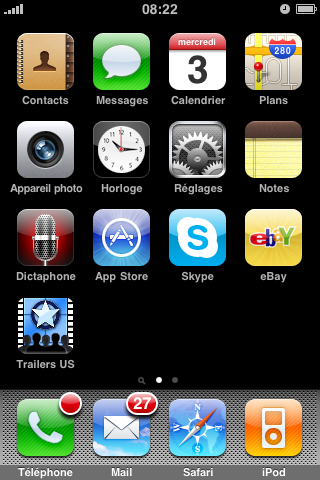 08:22
Contacts
Messages
mercredi
3
Calendrier
280
Plans
Appareil photo
Horloge
Réglages
Notes
Dictaphone
App Store
S
Skype
ebaY
eBay
Trailers US
27
Téléphone
Mail
Safari
iPod